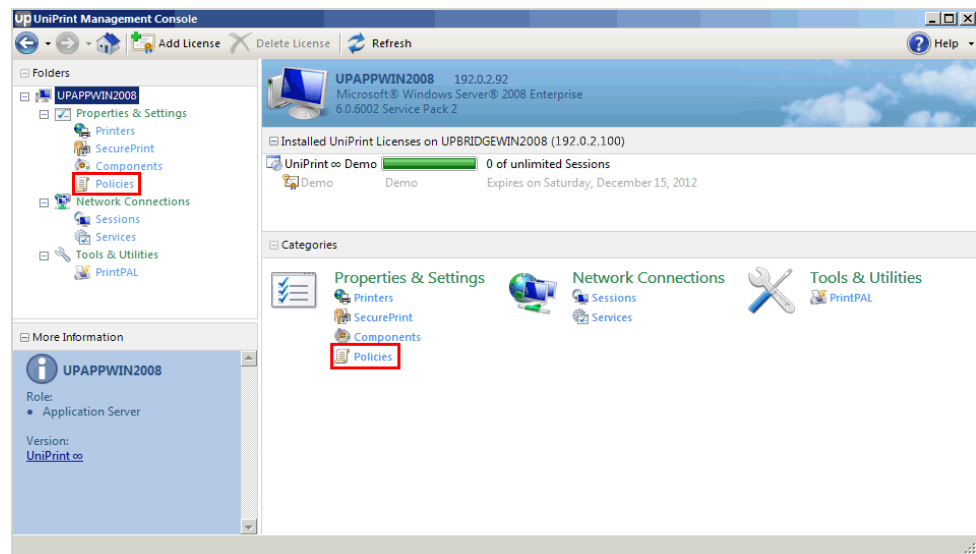 up UniPrint Management Console
Add License Delete License Refresh Help
Folders
UPAPPWIN2008
Properties & Settings
Printers
SecurePrint
Components
Policies
Network Connections
Sessions
Services
Tools & Utilities
PrintPAL
More Information
UPAPPWIN2008
Role:
• Application Server
Version:
UniPrint ∞
UPAPPWIN2008 192.0.2.92
Microsoft® Windows Server® 2008 Enterprise
6.0.6002 Service Pack 2
Installed UniPrint Licenses on UPBRIDGEWIN2008 (192.0.2.100)
UniPrint ∞ Demo 0 of unlimited Sessions
Demo Demo Expires on Saturday, December 15, 2012
Categories
Properties & Settings
Printers
SecurePrint
Components
Policies
Network Connections
Sessions
Services
Tools & Utilities
PrintPAL